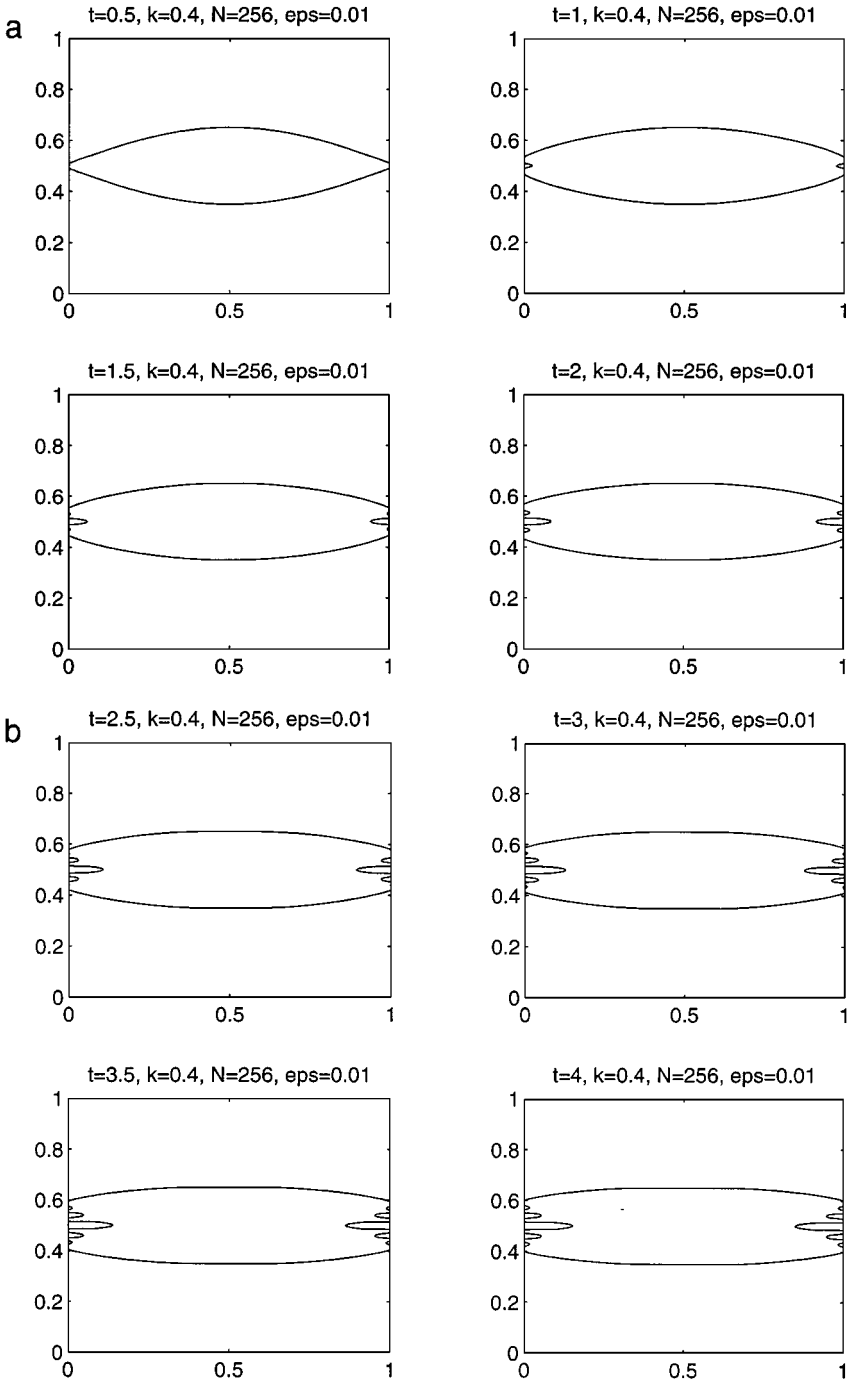 a
t=0.5, k=0.4, N=256, eps=0.01
1
0.8
0.6
0.4
0.2
0
0 0.5 1
t=1, k=0.4, N=256, eps=0.01
1
0.8
0.6
0.4
0.2
0
0 0.5 1
t=1.5, k=0.4, N=256, eps=0.01
1
0.8
0.6
0.4
0.2
0
0 0.5 1
t=2, k=0.4, N=256, eps=0.01
1
0.8
0.6
0.4
0.2
0
0 0.5 1
b
t=2.5, k=0.4, N=256, eps=0.01
1
0.8
0.6
0.4
0.2
0
0 0.5 1
t=3, k=0.4, N=256, eps=0.01
1
0.8
0.6
0.4
0.2
0
0 0.5 1
t=3.5, k=0.4, N=256, eps=0.01
1
0.8
0.6
0.4
0.2
0
0 0.5 1
t=4, k=0.4, N=256, eps=0.01
1
0.8
0.6
0.4
0.2
0
0 0.5 1